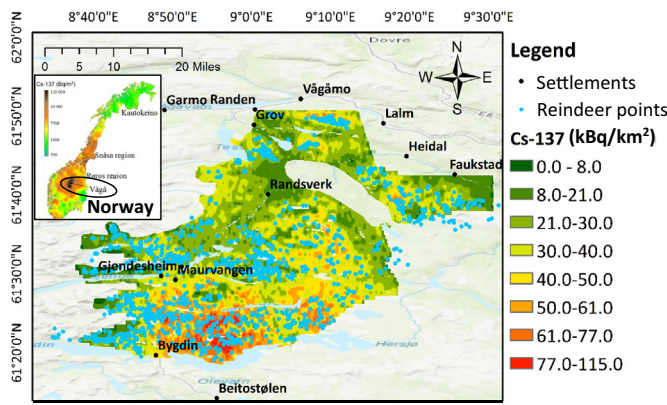 8°40'0"E 8°50'0"E 9°0'0"E 9°10'0"E 9°20'0"E 9°30'0"E
62°0'0"N
61°50'0"N
61°40'0"N
61°30'0"N
61°20'0"N
0 5 10 20 Miles
Dovre
N
W E
S
Cs-137 (Bq/m²)
Kautokeino
Snåsa region
Røros region
Vågå
Norway
Vågåmo
Garmo Randen
Grov
Lalm
Heidal
Faukstad
Randsverk
Gjendesheim
Maurvangen
Bygdin
Beitostølen
Olevatn
Hersjø
E6
Legend
Settlements
Reindeer points
Cs-137 (kBq/km²)
0.0 - 8.0
8.0-21.0
21.0-30.0
30.0-40.0
40.0-50.0
50.0-61.0
61.0-77.0
77.0-115.0